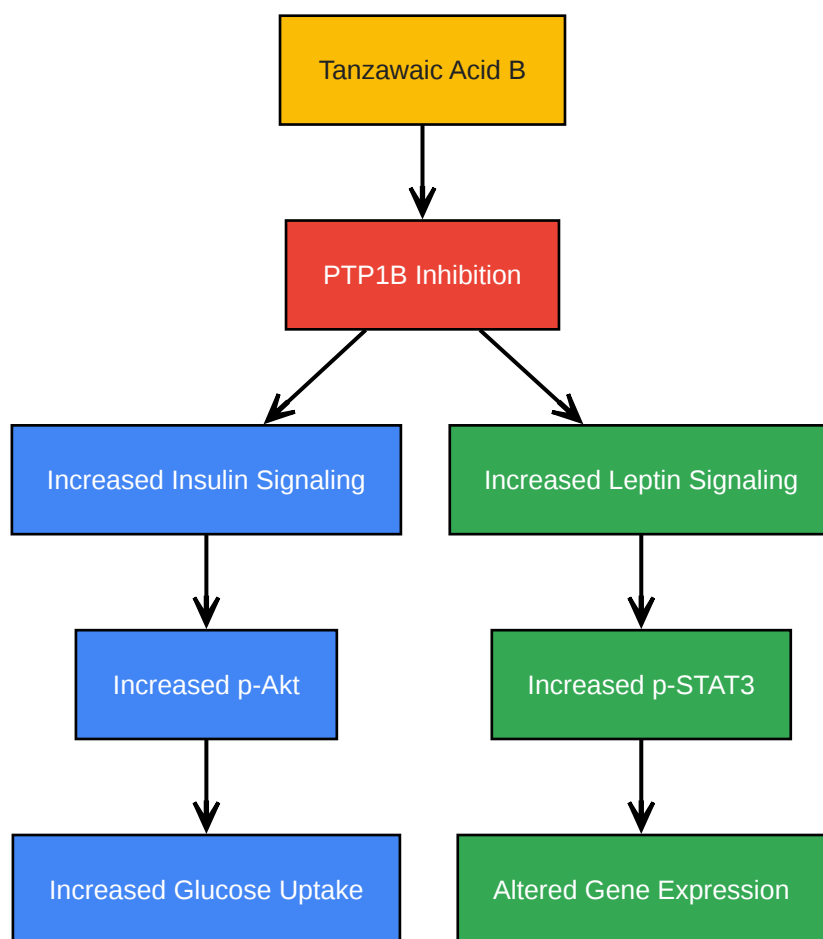 Tanzawaic Acid B
PTP1B Inhibition
Increased Insulin Signaling
Increased Leptin Signaling
Increased p-Akt
Increased p-STAT3
Increased Glucose Uptake
Altered Gene Expression